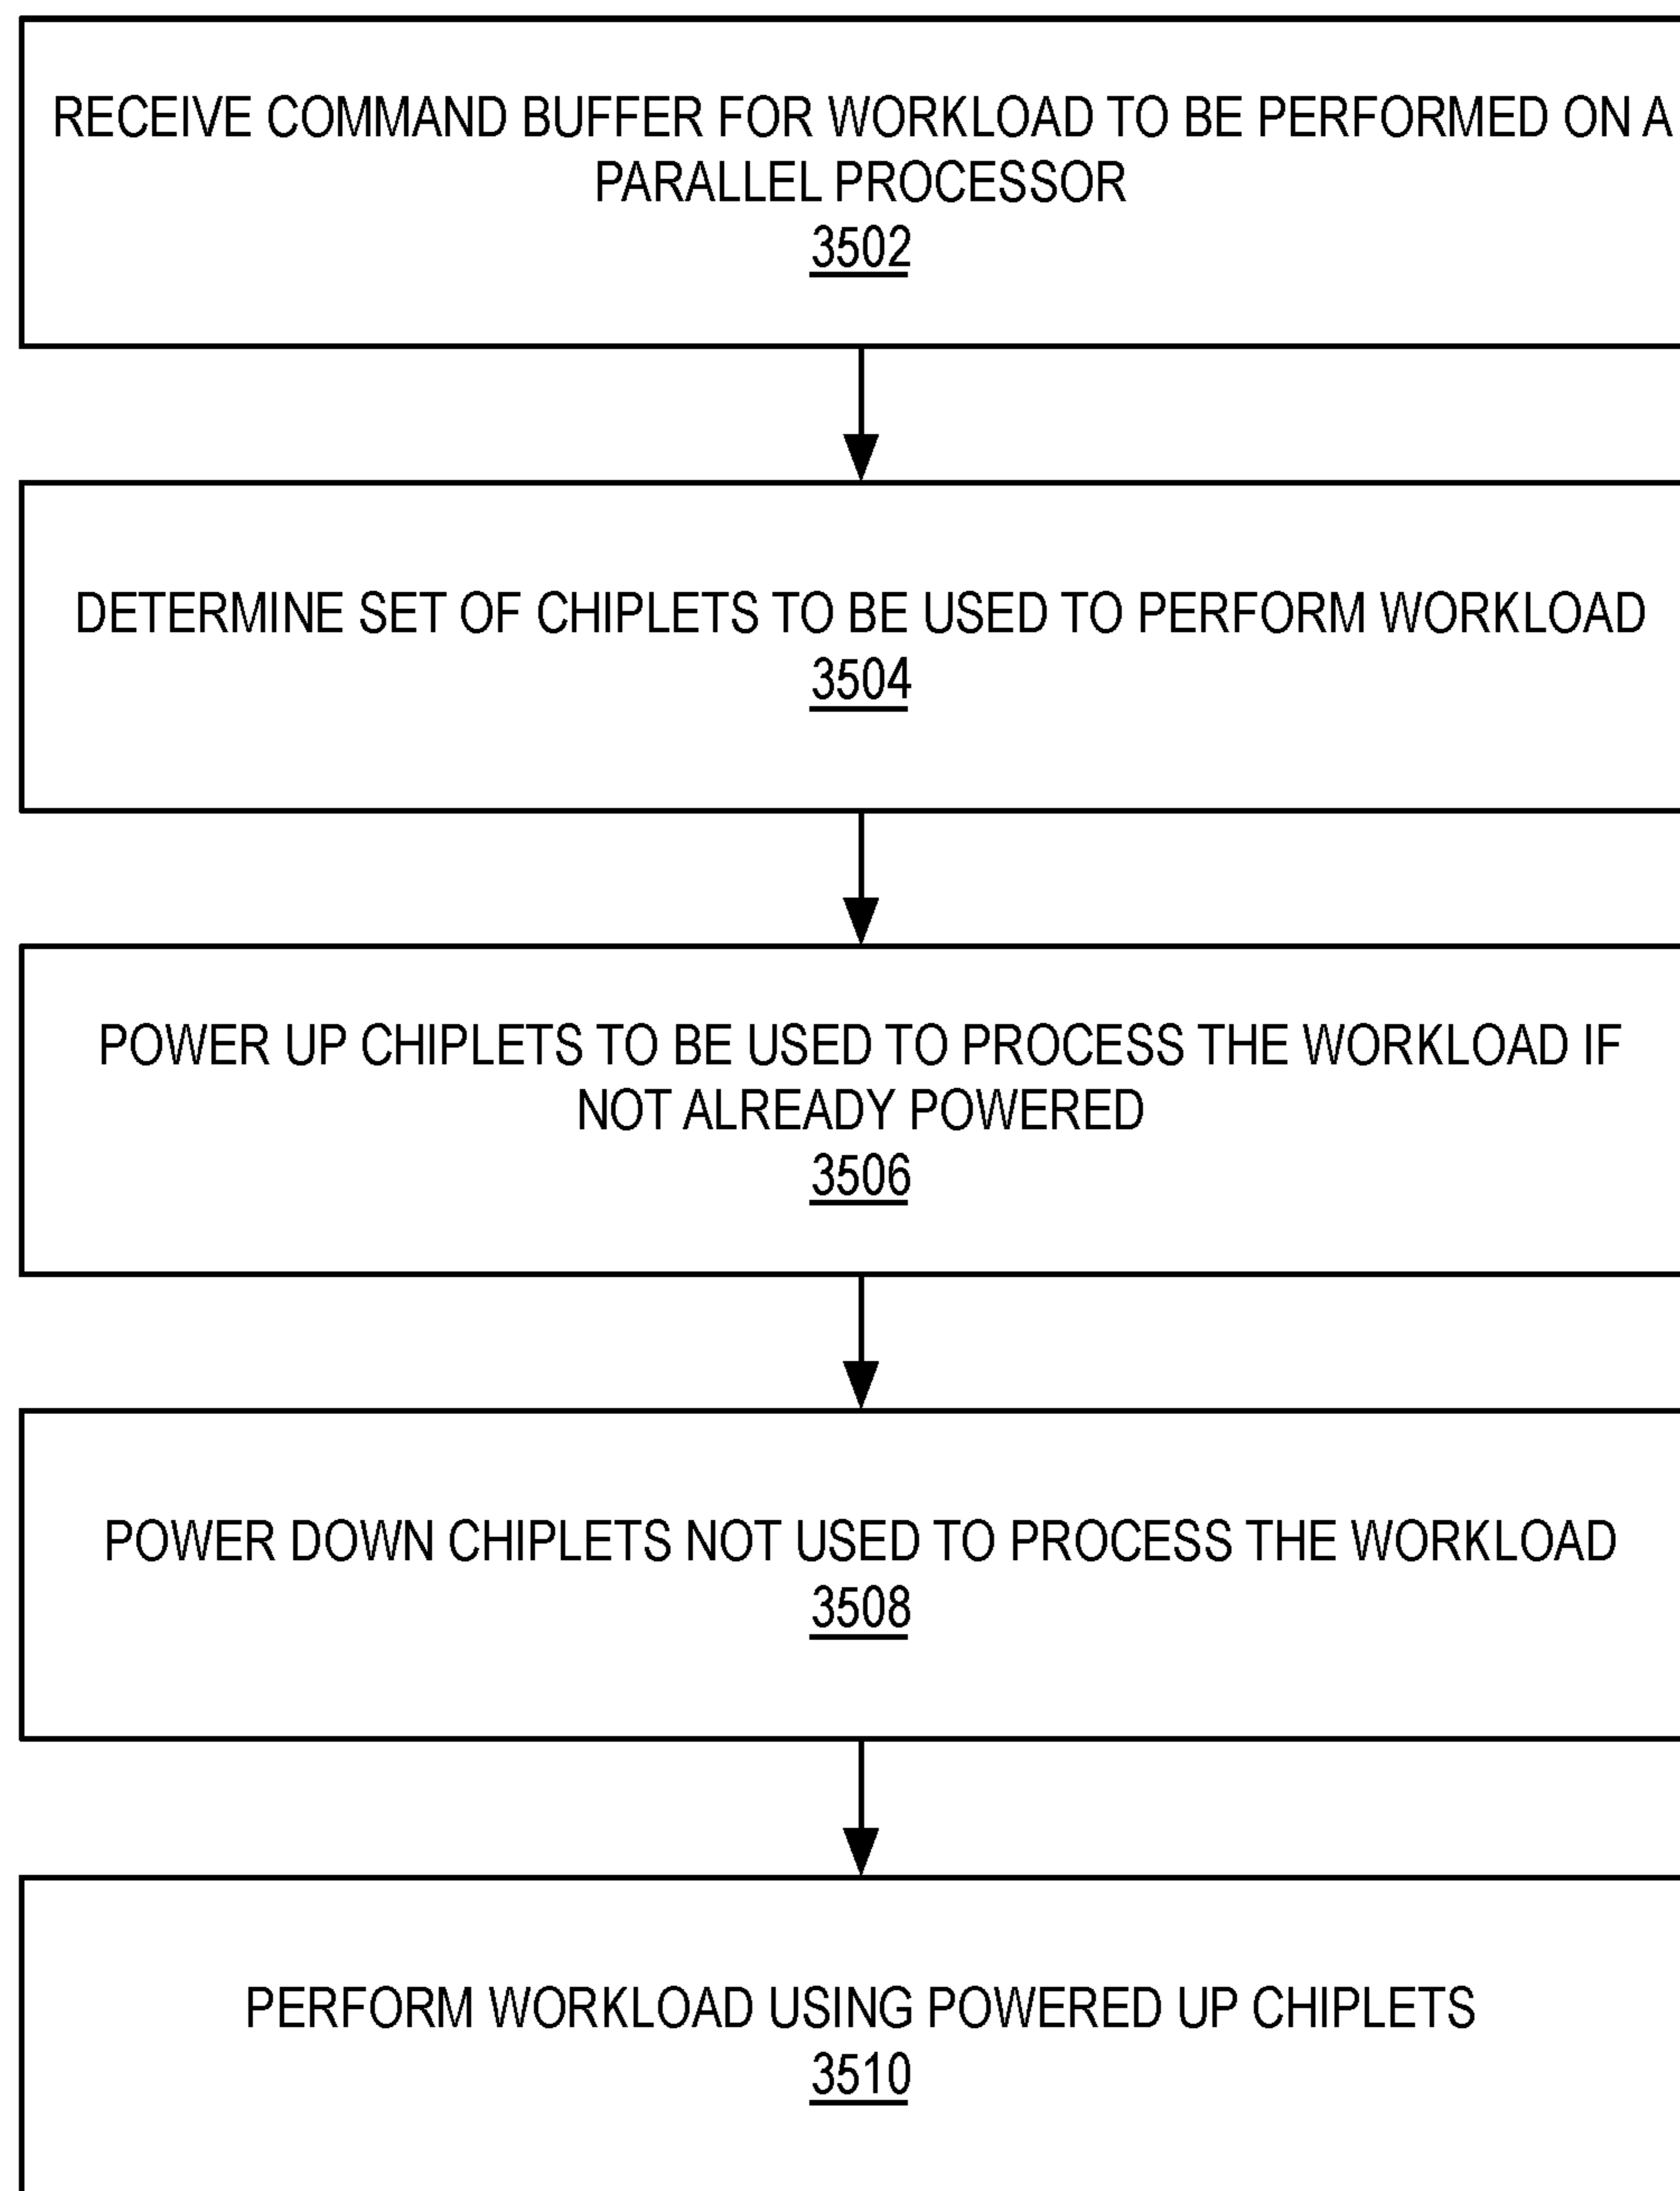 RECEIVE COMMAND BUFFER FOR WORKLOAD TO BE PERFORMED ON A
PARALLEL PROCESSOR
3502
DETERMINE SET OF CHIPLETS TO BE USED TO PERFORM WORKLOAD
3504
POWER UP CHIPLETS TO BE USED TO PROCESS THE WORKLOAD IF
NOT ALREADY POWERED
3506
POWER DOWN CHIPLETS NOT USED TO PROCESS THE WORKLOAD
3508
PERFORM WORKLOAD USING POWERED UP CHIPLETS
3510